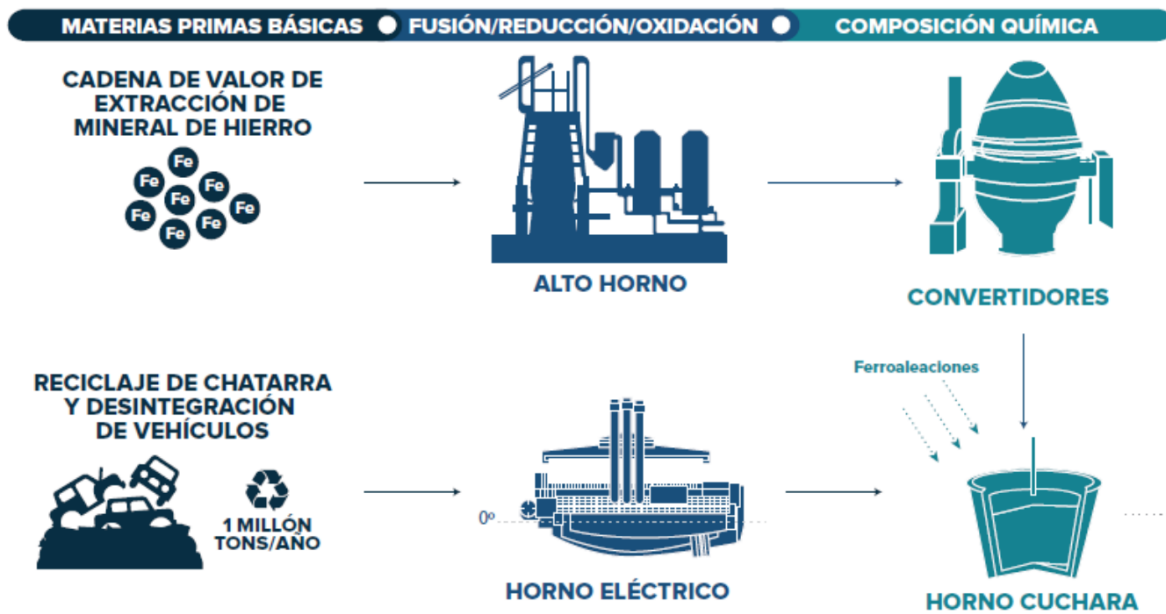 MATERIAS PRIMAS BÁSICAS
FUSIÓN/REDUCCIÓN/OXIDACIÓN
COMPOSICIÓN QUÍMICA
CADENA DE VALOR DE
EXTRACCIÓN DE
MINERAL DE HIERRO
Fe
Fe
Fe
Fe
Fe
Fe
Fe
Fe
ALTO HORNO
CONVERTIDORES
RECICLAJE DE CHATARRA
Y DESINTEGRACIÓN
DE VEHÍCULOS
1 MILLÓN
TONS/AÑO
0º
HORNO ELÉCTRICO
Ferroaleaciones
HORNO CUCHARA